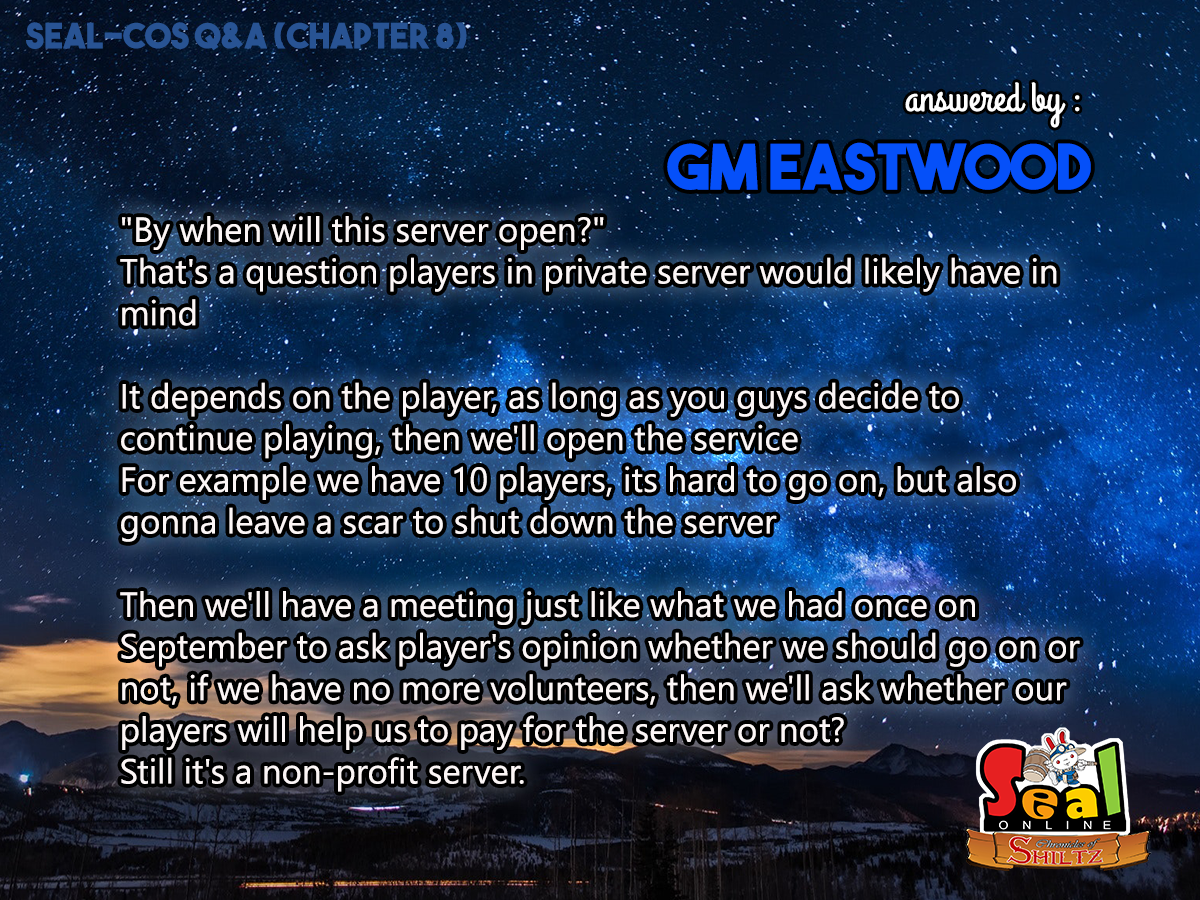 SEAL-COS Q&A (CHAPTER 8)
answered by :
GM EASTWOOD
"By when will this server open?"
That's a question players in private server would likely have in
mind
It depends on the player, as long as you guys decide to
continue playing, then we'll open the service
For example we have 10 players, its hard to go on, but also
gonna leave a scar to shut down the server
Then we'll have a meeting just like what we had once on
September to ask player's opinion whether we should go on or
not, if we have no more volunteers, then we'll ask whether our
players will help us to pay for the server or not?
Still it's a non-profit server.
Seal
ONLINE
Chronicles of
SHILTZ